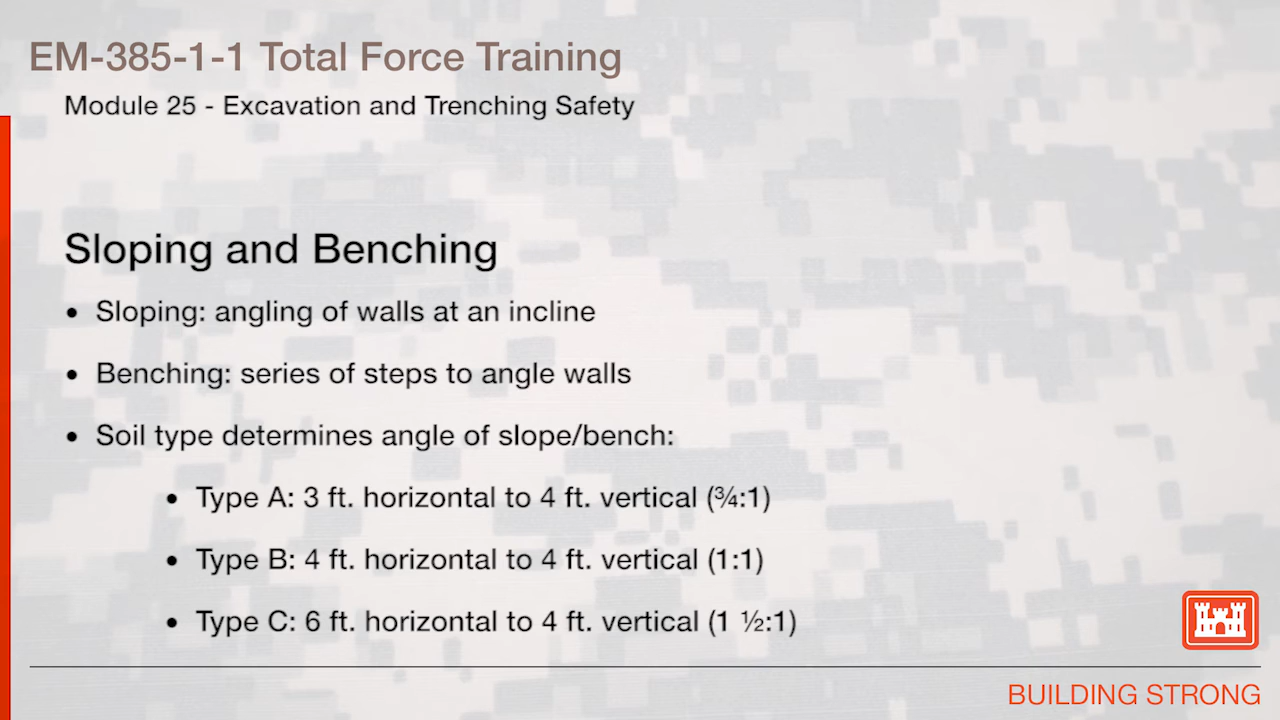 EM-385-1-1 Total Force Training
Module 25 - Excavation and Trenching Safety
Sloping and Benching
• Sloping: angling of walls at an incline
• Benching: series of steps to angle walls
• Soil type determines angle of slope/bench:
• Type A: 3 ft. horizontal to 4 ft. vertical (¾:1)
• Type B: 4 ft. horizontal to 4 ft. vertical (1:1)
• Type C: 6 ft. horizontal to 4 ft. vertical (1 ½:1)
BUILDING STRONG